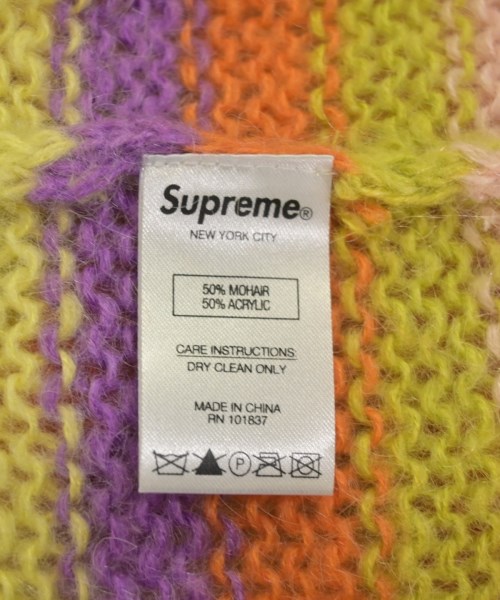 Supreme®
NEW YORK CITY
50% MOHAIR
50% ACRYLIC
CARE INSTRUCTIONS:
DRY CLEAN ONLY
MADE IN CHINA
RN 101837
P